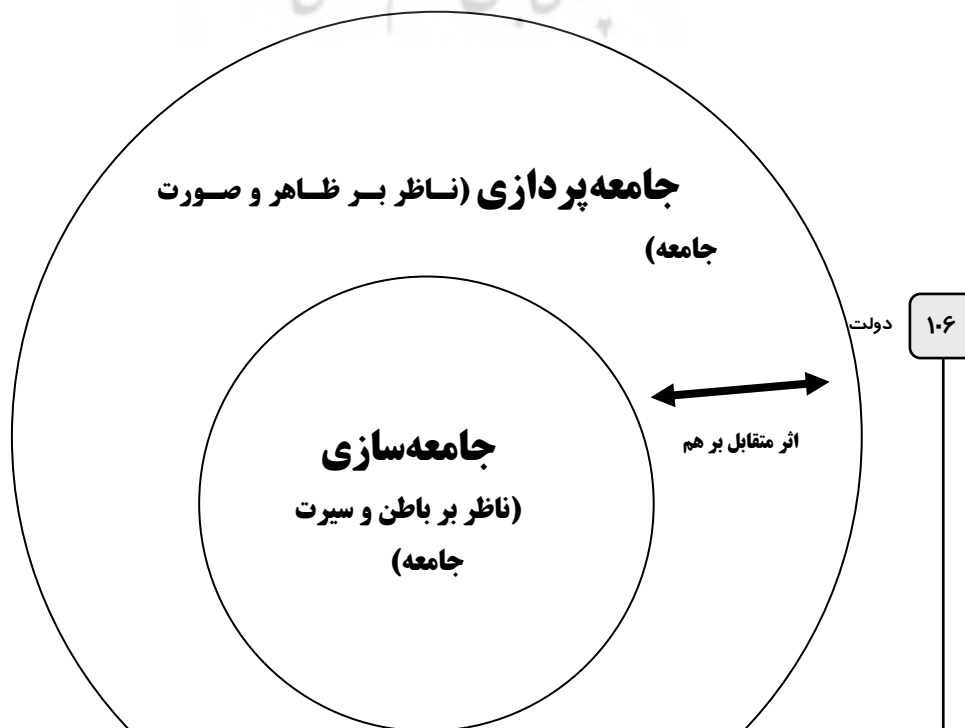 جامعه‌پردازی (ناظر بر ظاهر و صورت
جامعه)
۱۰۶
دولت
اثر متقابل بر هم
جامعه‌سازی
(ناظر بر باطن و سیرت
جامعه)